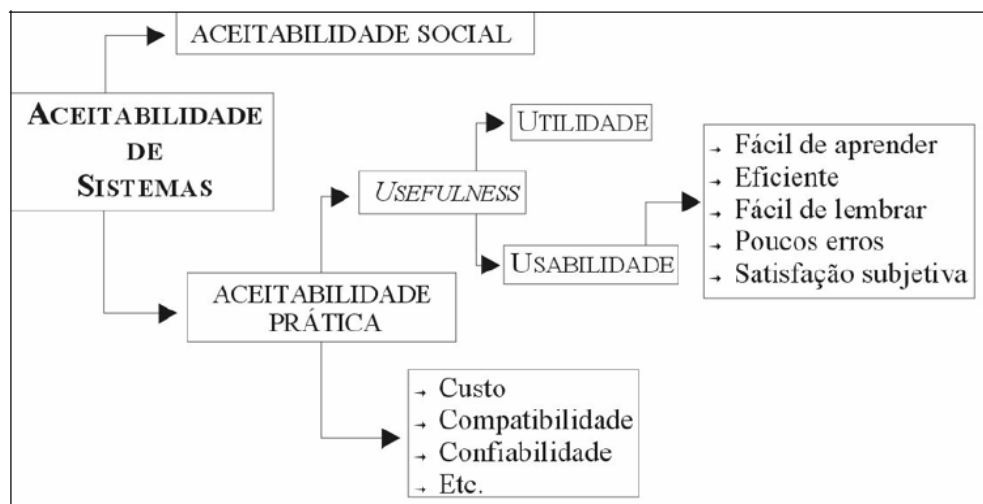 ACEITABILIDADE SOCIAL
ACEITABILIDADE
DE
SISTEMAS
UTILIDADE
USEFULNESS
USABILIDADE
→ Fácil de aprender
→ Eficiente
→ Fácil de lembrar
→ Poucos erros
→ Satisfação subjetiva
ACEITABILIDADE
PRÁTICA
→ Custo
→ Compatibilidade
→ Confiabilidade
→ Etc.